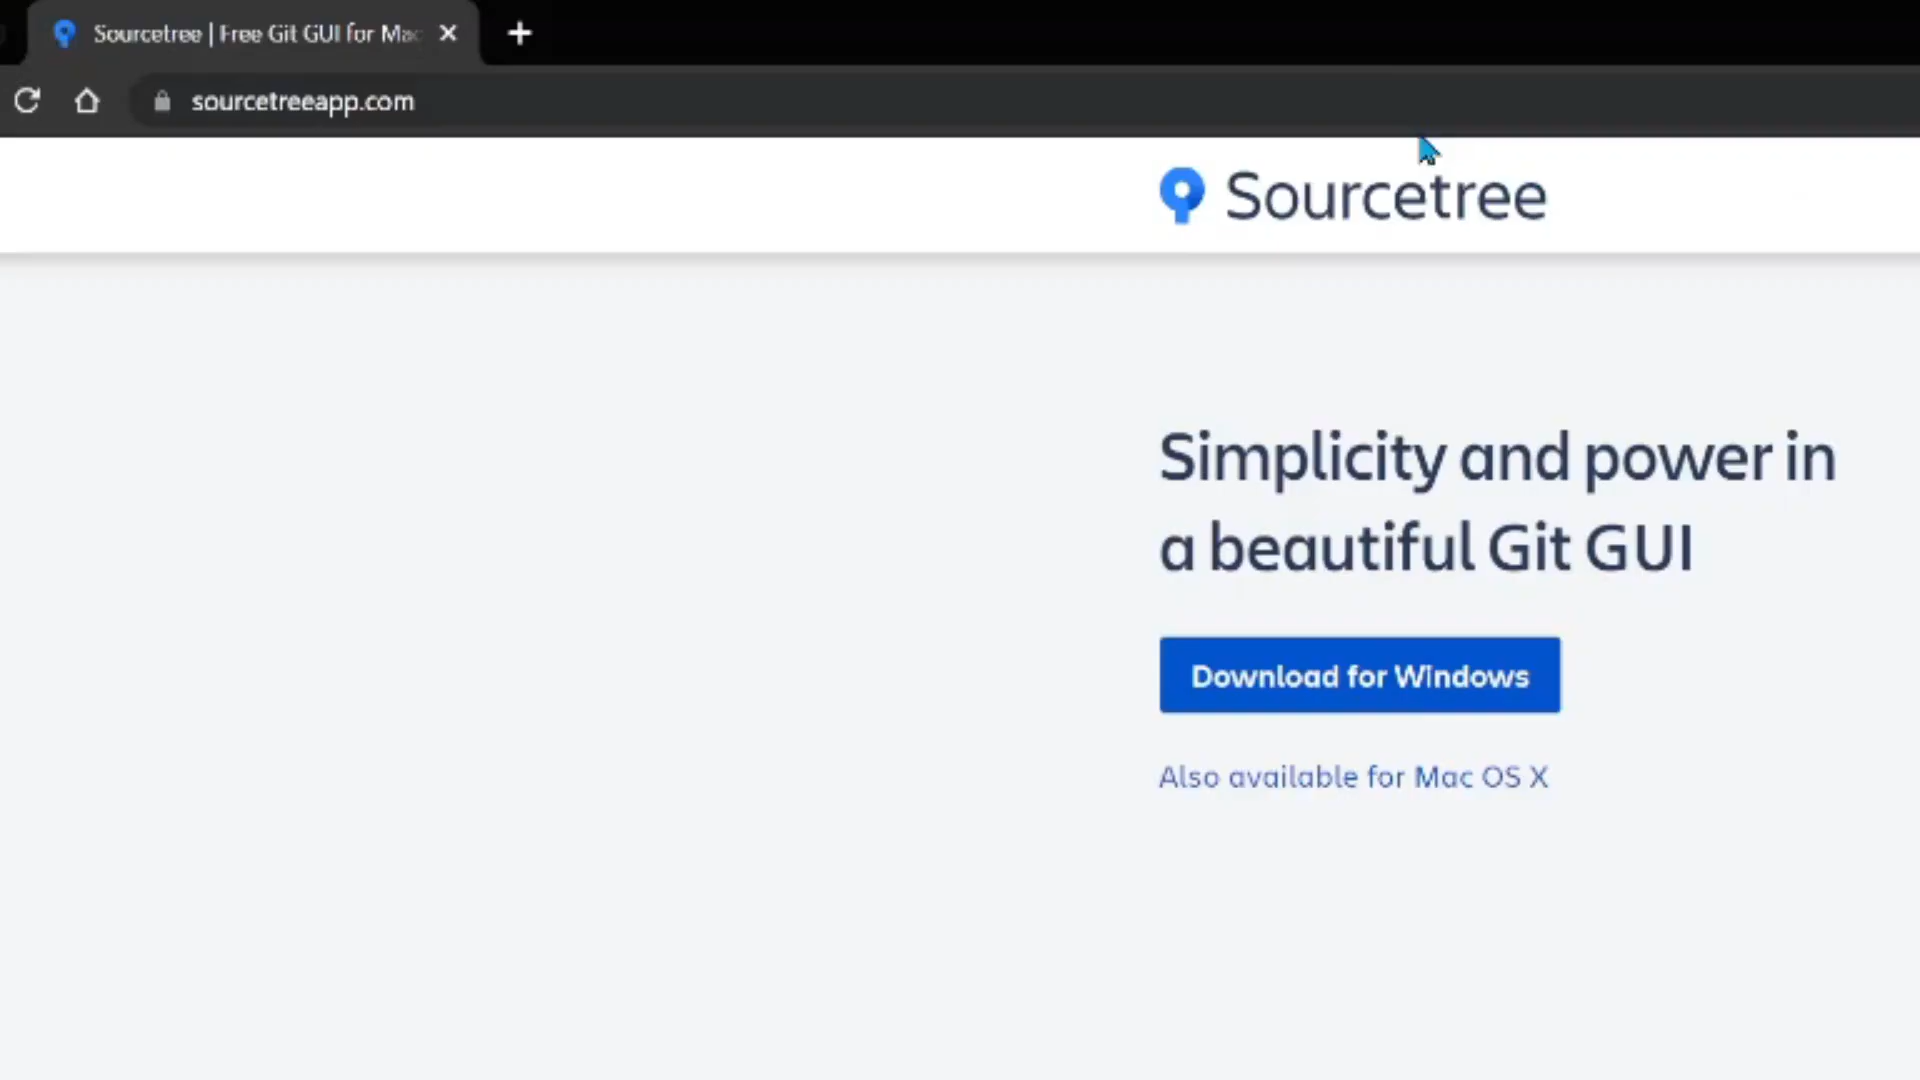 Sourcetree | Free Git GUI for Mac
sourcetreeapp.com
Sourcetree
Simplicity and power in
a beautiful Git GUI
Download for Windows
Also available for Mac OS X